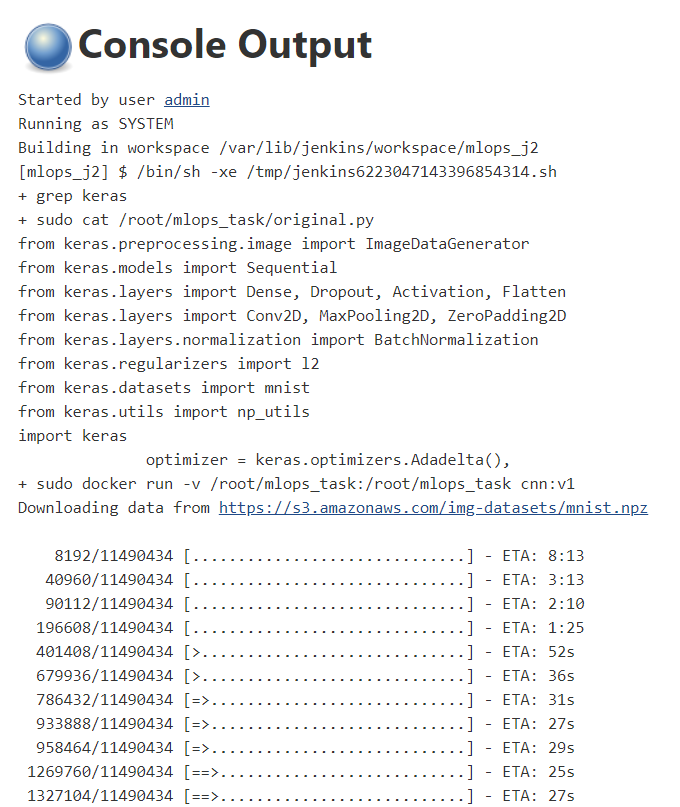 Console Output
Started by user admin
Running as SYSTEM
Building in workspace /var/lib/jenkins/workspace/mlops_j2
[mlops_j2] $ /bin/sh -xe /tmp/jenkins6223047143396854314.sh
+ grep keras
+ sudo cat /root/mlops_task/original.py
from keras.preprocessing.image import ImageDataGenerator
from keras.models import Sequential
from keras.layers import Dense, Dropout, Activation, Flatten
from keras.layers import Conv2D, MaxPooling2D, ZeroPadding2D
from keras.layers.normalization import BatchNormalization
from keras.regularizers import l2
from keras.datasets import mnist
from keras.utils import np_utils
import keras
              optimizer = keras.optimizers.Adadelta(),
+ sudo docker run -v /root/mlops_task:/root/mlops_task cnn:v1
Downloading data from https://s3.amazonaws.com/img-datasets/mnist.npz
    8192/11490434 [..............................] - ETA: 8:13
   40960/11490434 [..............................] - ETA: 3:13
   90112/11490434 [..............................] - ETA: 2:10
  196608/11490434 [..............................] - ETA: 1:25
  401408/11490434 [>.............................] - ETA: 52s
  679936/11490434 [>.............................] - ETA: 36s
  786432/11490434 [=>............................] - ETA: 31s
  933888/11490434 [=>............................] - ETA: 27s
  958464/11490434 [=>............................] - ETA: 29s
 1269760/11490434 [==>...........................] - ETA: 25s
 1327104/11490434 [==>...........................] - ETA: 27s